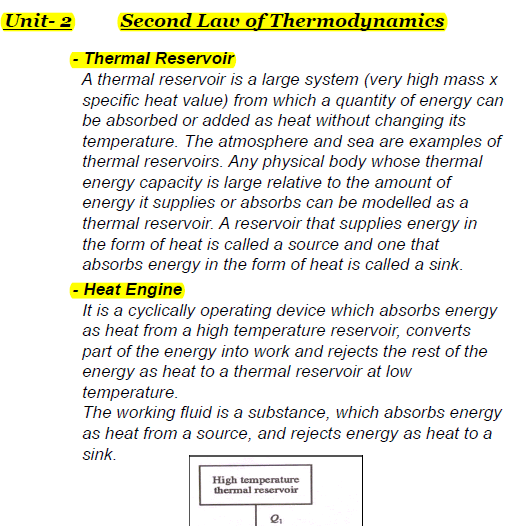 Unit- 2 Second Law of Thermodynamics
- Thermal Reservoir
A thermal reservoir is a large system (very high mass x
specific heat value) from which a quantity of energy can
be absorbed or added as heat without changing its
temperature. The atmosphere and sea are examples of
thermal reservoirs. Any physical body whose thermal
energy capacity is large relative to the amount of
energy it supplies or absorbs can be modelled as a
thermal reservoir. A reservoir that supplies energy in
the form of heat is called a source and one that
absorbs energy in the form of heat is called a sink.
- Heat Engine
It is a cyclically operating device which absorbs energy
as heat from a high temperature reservoir, converts
part of the energy into work and rejects the rest of the
energy as heat to a thermal reservoir at low
temperature.
The working fluid is a substance, which absorbs energy
as heat from a source, and rejects energy as heat to a
sink.
High temperature
thermal reservoir
Q₁